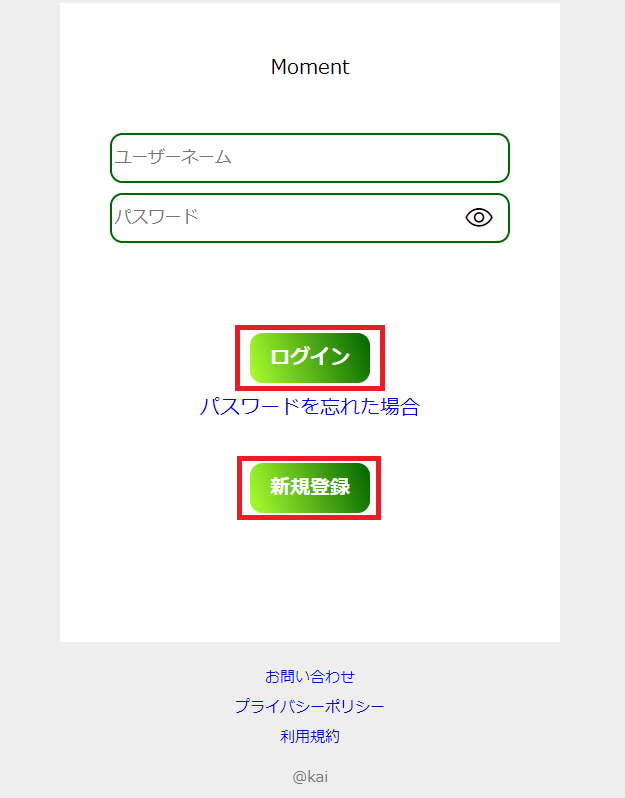 Moment
ユーザーネーム
パスワード
ログイン
パスワードを忘れた場合
新規登録
お問い合わせ
プライバシーポリシー
利用規約
@kai